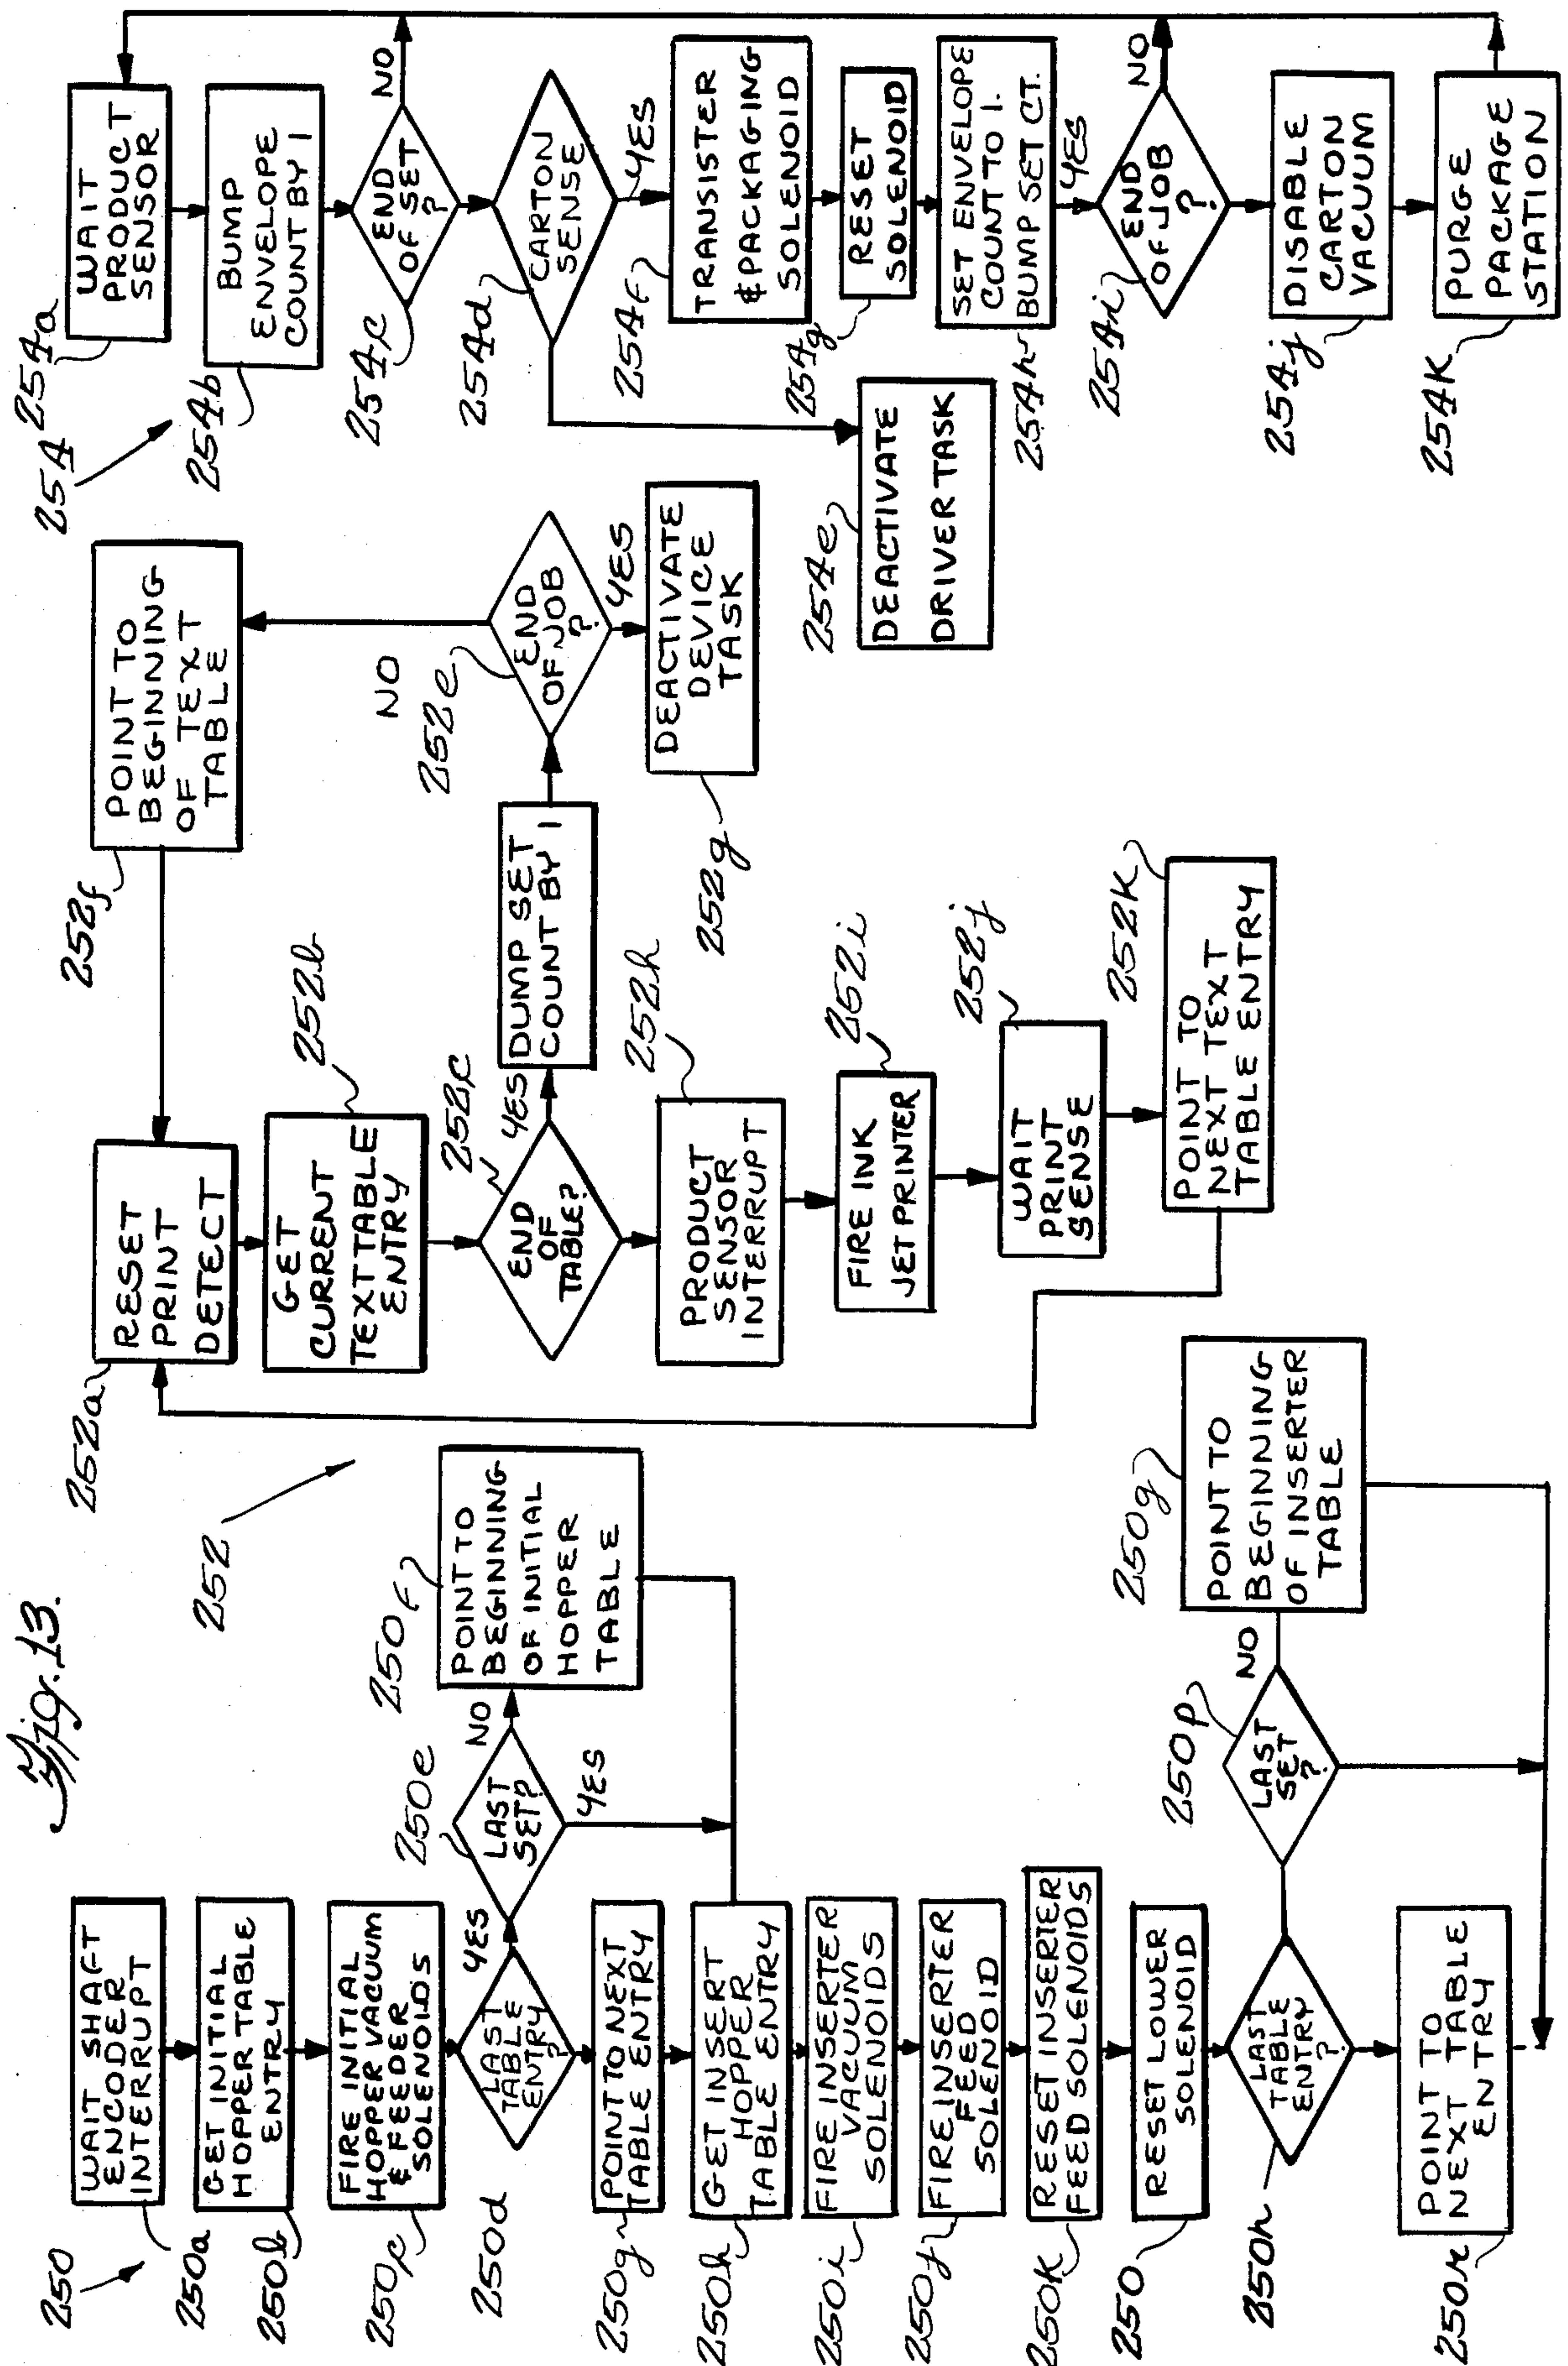 Fig. 13.
250
WAIT SHAFT
ENCODER
INTERRUPT
250a
GET INITIAL
HOPPER TABLE
ENTRY
250b
FIRE INITIAL
HOPPER VACUUM
& FEEDER
SOLENOIDS
250c
LAST
TABLE
ENTRY
?
250d
YES
LAST
SET?
250e
NO
YES
POINT TO
BEGINNING
OF INITIAL
HOPPER
TABLE
250f
POINT TO NEXT
TABLE ENTRY
250g
GET INSERT
HOPPER
TABLE ENTRY
250h
FIRE INSERTER
VACUUM
SOLENOIDS
250i
FIRE INSERTER
FEED
SOLENOID
250j
RESET INSERTER
FEED SOLENOIDS
250K
RESET LOWER
SOLENOID
250
LAST
TABLE
ENTRY
?
250n
LAST
SET
?
250p
NO
POINT TO
BEGINNING
OF INSERTER
TABLE
250g
POINT TO
NEXT TABLE
ENTRY
250r
252
RESET
PRINT
DETECT
252a
GET
CURRENT
TEXT TABLE
ENTRY
252b
END
OF
TABLE?
252c
YES
DUMP SET
COUNT BY 1
END
OF JOB
?
252e
NO
YES
POINT TO
BEGINNING
OF TEXT
TABLE
252f
DEACTIVATE
DEVICE
TASK
252g
PRODUCT
SENSOR
INTERRUPT
252h
FIRE INK
JET PRINTER
252i
WAIT
PRINT
SENSE
252j
POINT TO
NEXT TEXT
TABLE ENTRY
252K
254
WAIT
PRODUCT
SENSOR
254a
BUMP
ENVELOPE
COUNT BY 1
254b
END
OF SET
?
254c
NO
CARTON
SENSE
254d
YES
DEACTIVATE
DRIVER TASK
254e
TRANSISTER
& PACKAGING
SOLENOID
254f
RESET
SOLENOID
254g
SET ENVELOPE
COUNT TO 1.
BUMP SET CT.
254h
YES
END
OF JOB
?
254i
NO
DISABLE
CARTON
VACUUM
254j
PURGE
PACKAGE
STATION
254K